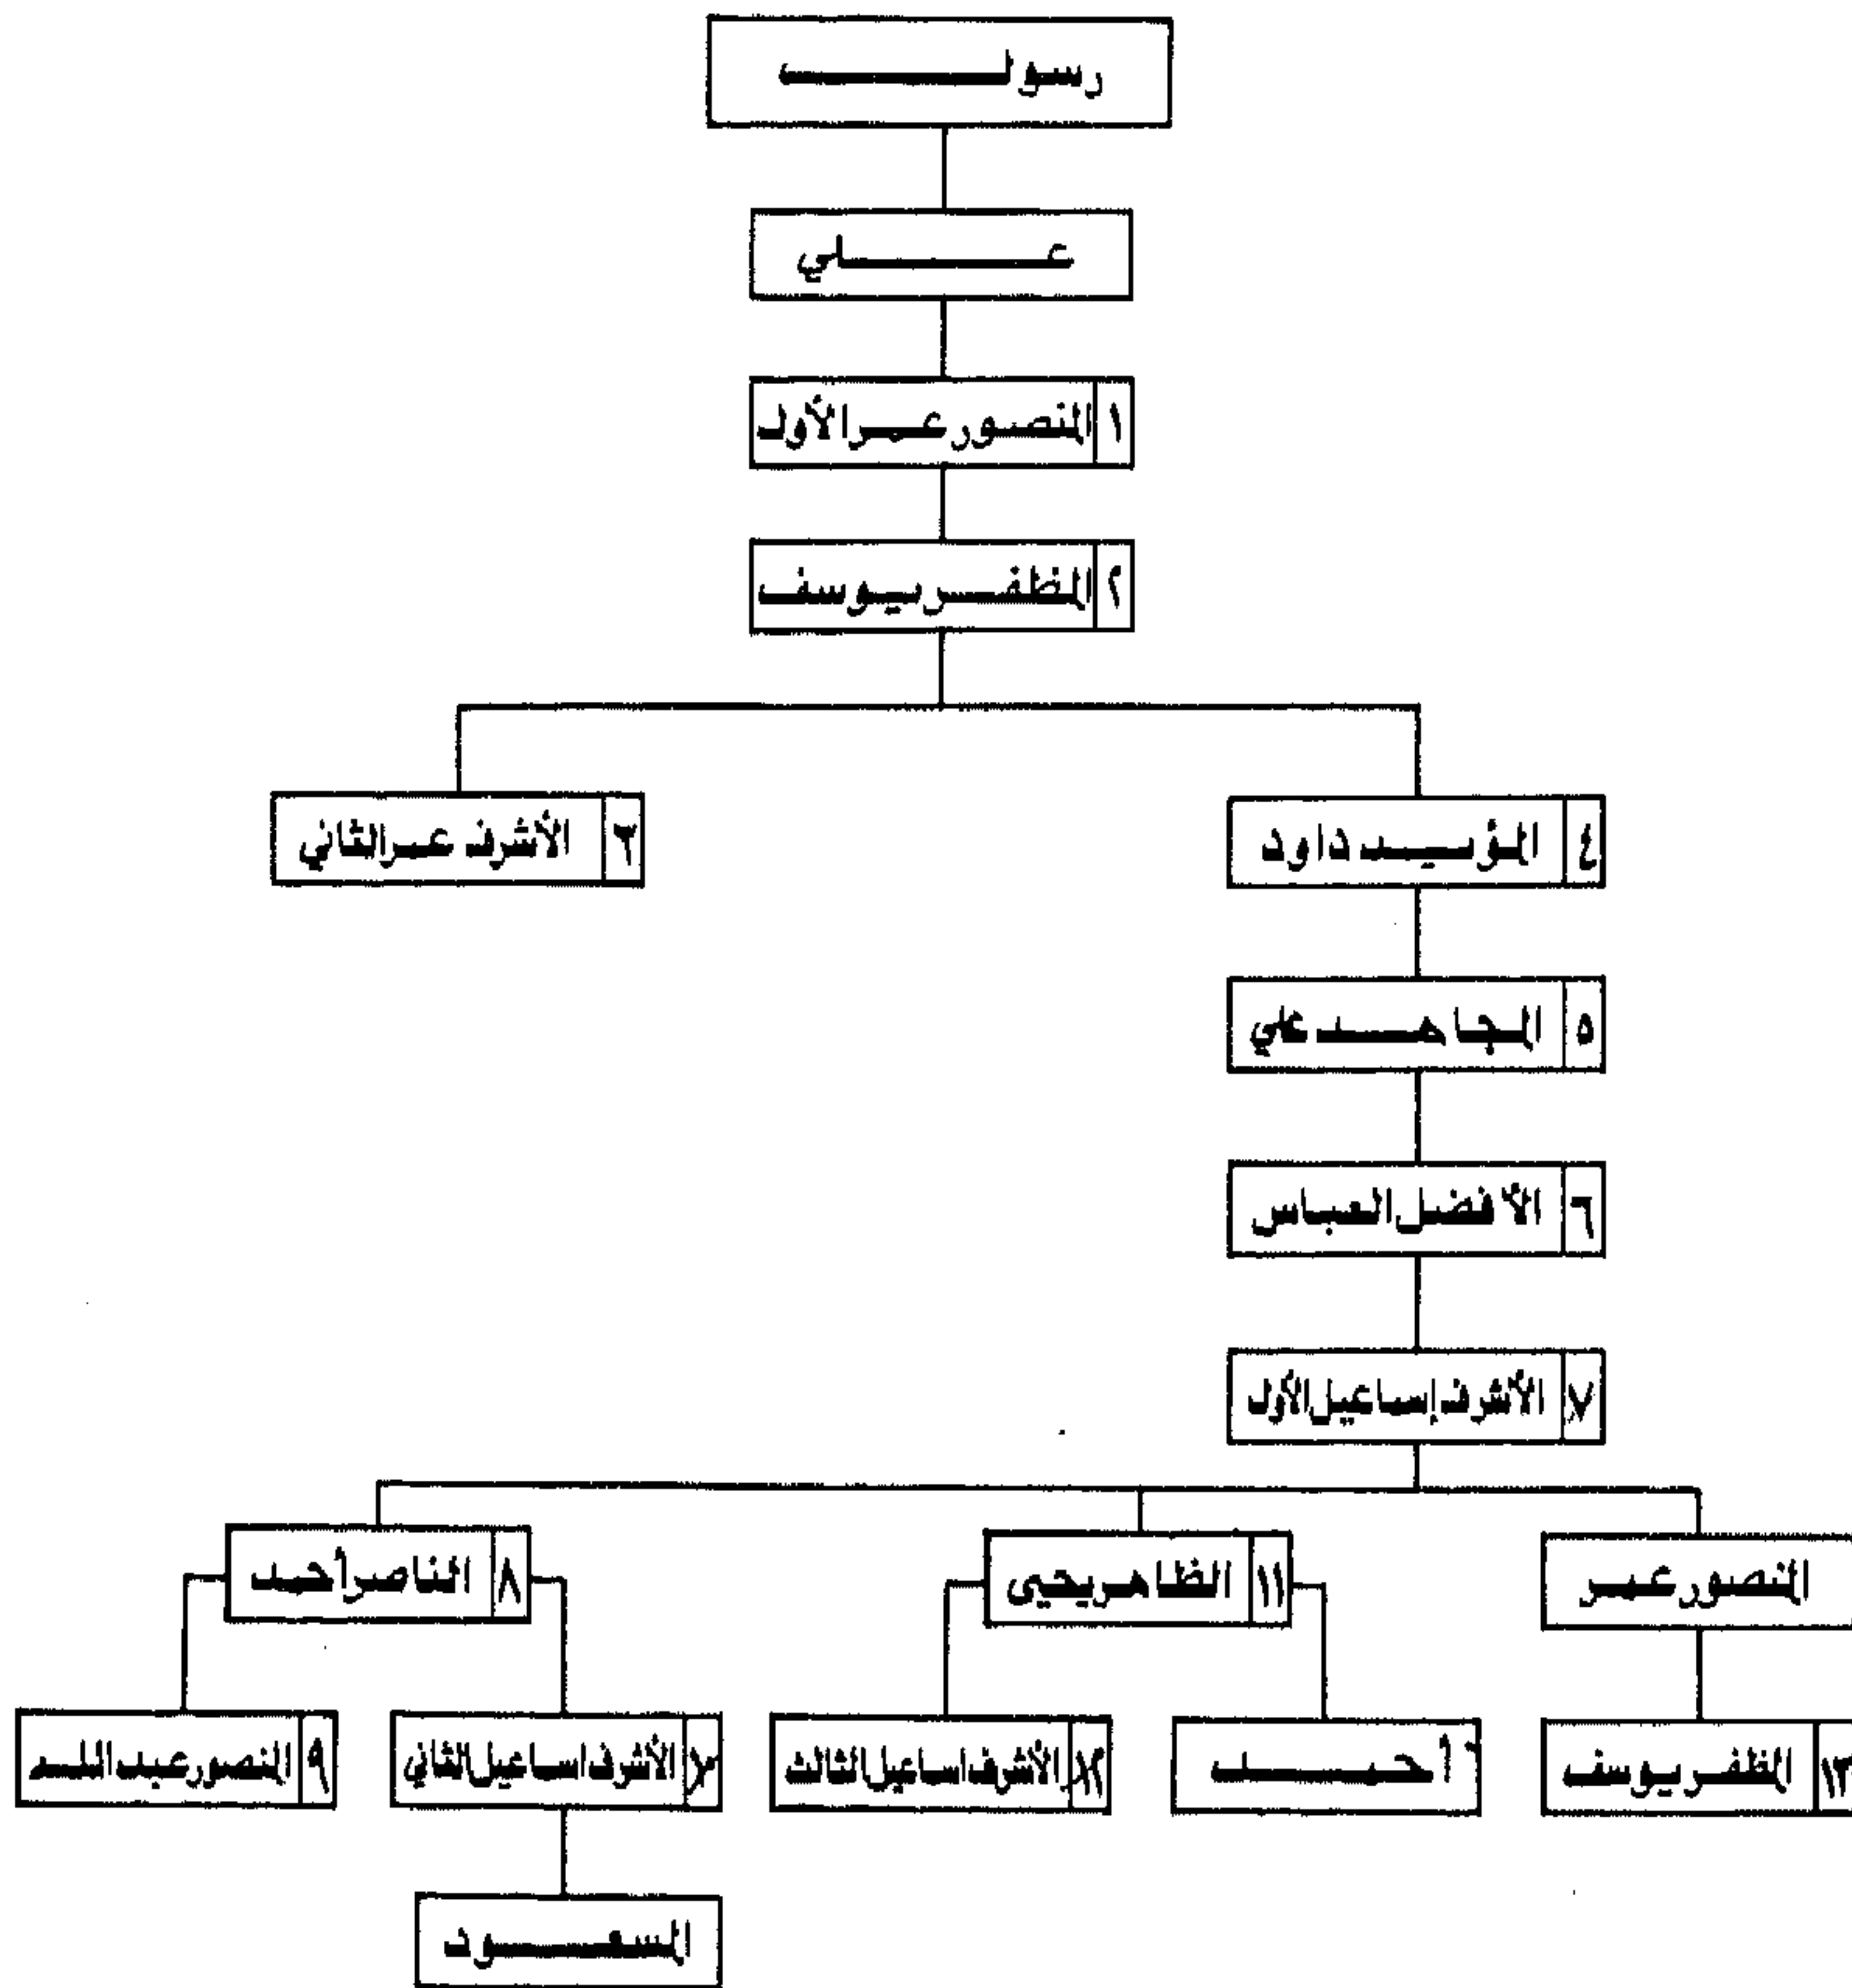 رسول
علي
١ المنصور عمر الأول
٢ المظفر يوسف
٤ المؤيد داود
٣ الأشرف عمر الثاني
٥ المجاهد علي
٦ الأفضل العباس
٧ الأشرف إسماعيل الأول
المنصور عمر
١١ الظاهر يحيى
٨ الناصر أحمد
١٣ المظفر يوسف
احمد
١٢ الأشرف اسماعيل الثالث
١٠ الأشرف اسماعيل الثاني
٩ المنصور عبد الله
المسعود